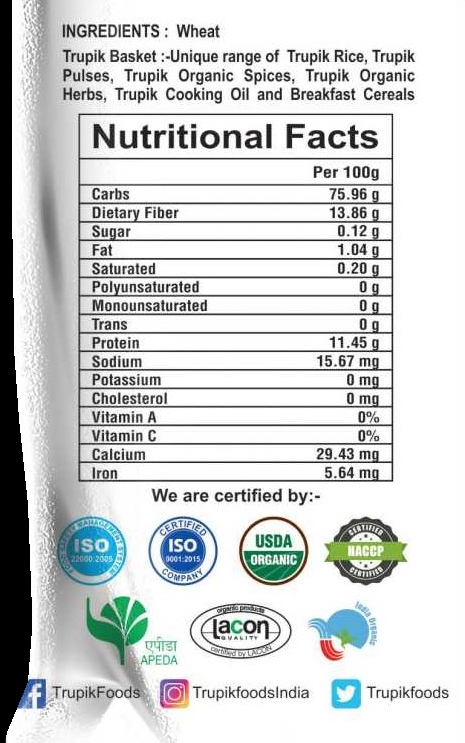 INGREDIENTS : Wheat
Trupik Basket :-Unique range of Trupik Rice, Trupik
Pulses, Trupik Organic Spices, Trupik Organic
Herbs, Trupik Cooking Oil and Breakfast Cereals
Nutritional Facts
Per 100g
Carbs 75.96 g
Dietary Fiber 13.86 g
Sugar 0.12 g
Fat 1.04 g
Saturated 0.20 g
Polyunsaturated 0 g
Monounsaturated 0 g
Trans 0 g
Protein 11.45 g
Sodium 15.67 mg
Potassium 0 mg
Cholesterol 0 mg
Vitamin A 0%
Vitamin C 0%
Calcium 29.43 mg
Iron 5.64 mg
We are certified by:-
ISO
22000:2005
CERTIFIED
ISO
9001:2015
COMPANY
USDA
ORGANIC
CERTIFIED
HACCP
CERTIFIED
एपीडा
APEDA
organic products
lacon
QUALITY
certified by LACON
India Organic
TrupikFoods TrupikfoodsIndia Trupikfoods